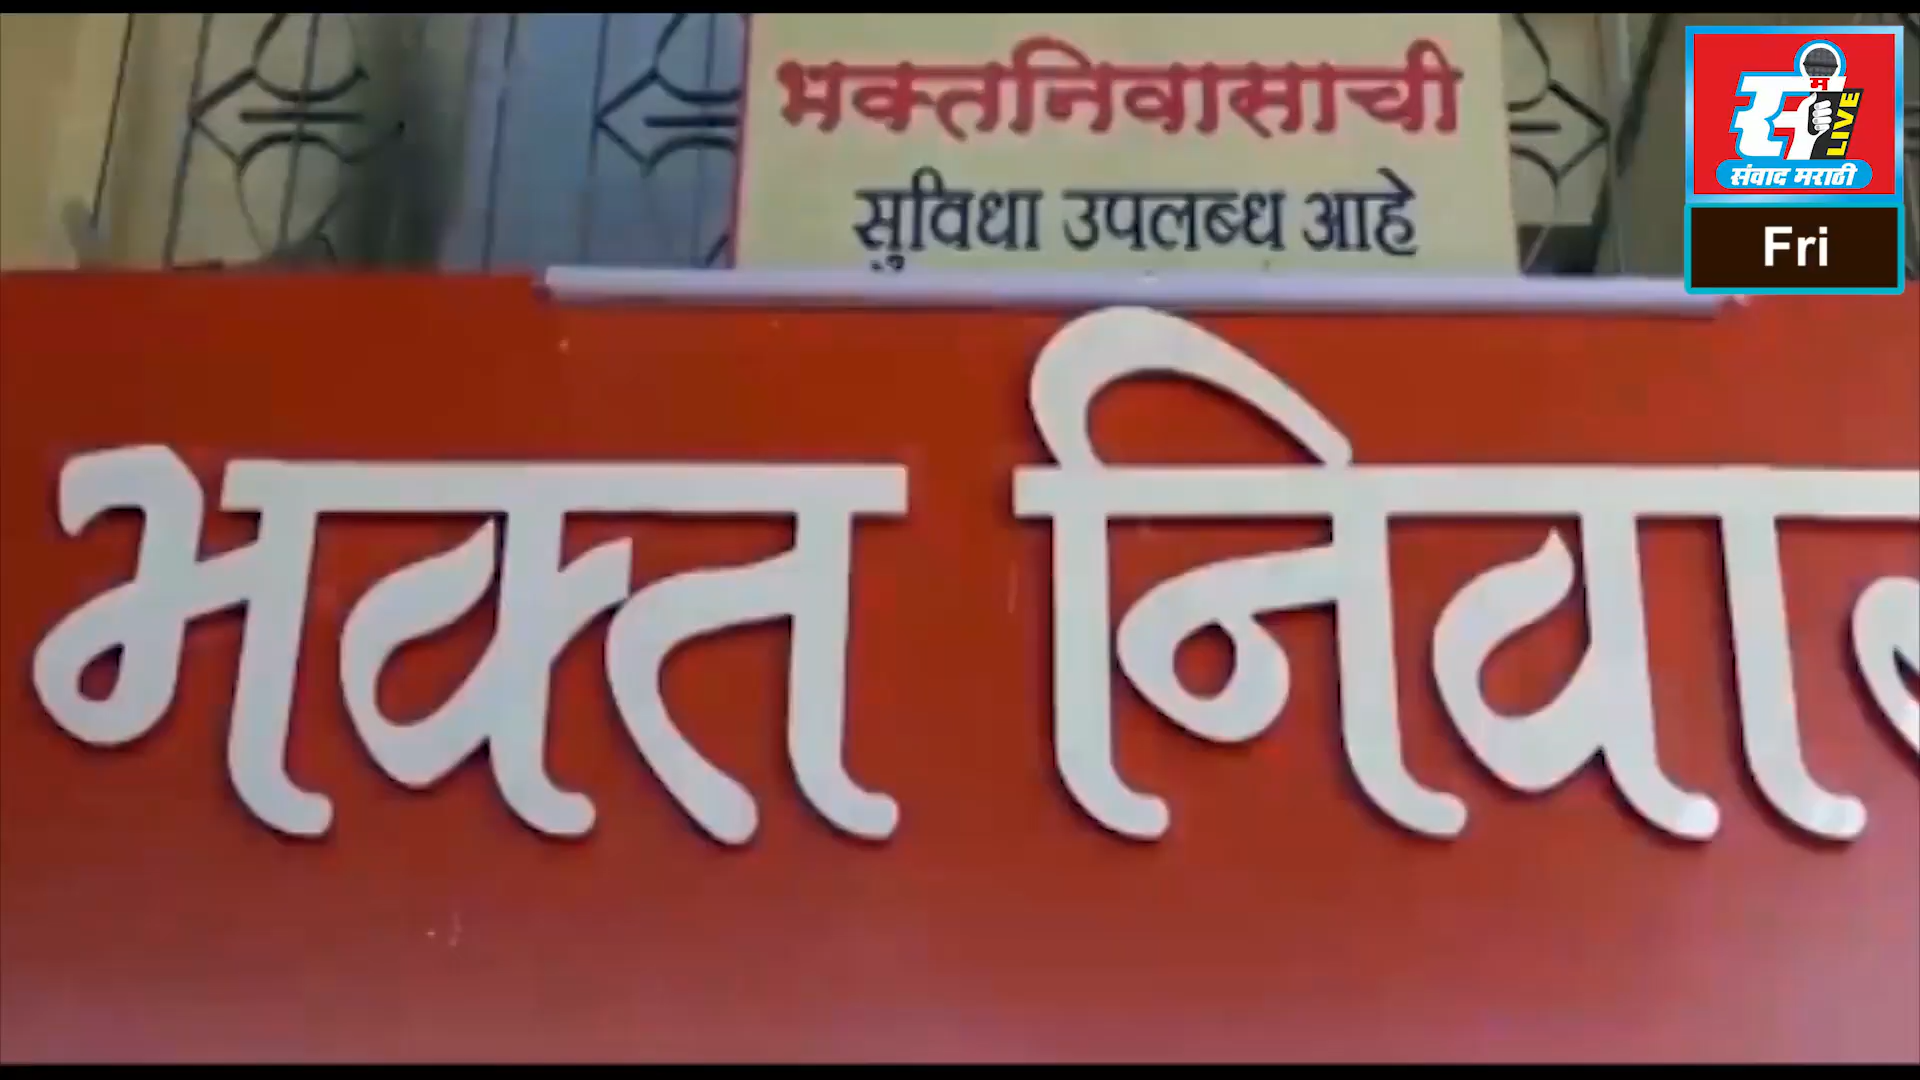 भक्तनिवासाची
सुविधा उपलब्ध आहे
भक्त निवा
स म
LIVE
संवाद मराठी
Fri